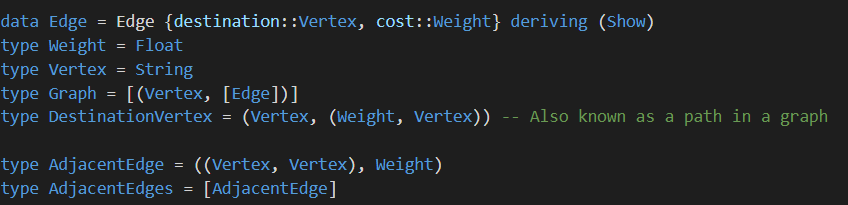 data Edge = Edge {destination::Vertex, cost::Weight} deriving (Show)
type Weight = Float
type Vertex = String
type Graph = [(Vertex, [Edge])]
type DestinationVertex = (Vertex, (Weight, Vertex)) -- Also known as a path in a graph
type AdjacentEdge = ((Vertex, Vertex), Weight)
type AdjacentEdges = [AdjacentEdge]